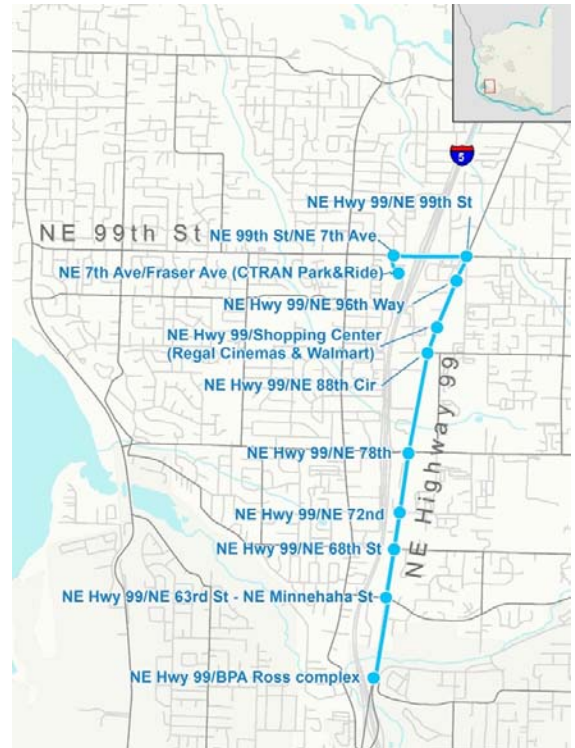 5
NE Hwy 99/NE 99th St
NE 99th St
NE 99th St/NE 7th Ave
NE 7th Ave/Fraser Ave (CTRAN Park&Ride)
NE Hwy 99/NE 96th Way
NE Hwy 99/Shopping Center
(Regal Cinemas & Walmart)
NE Hwy 99/NE 88th Cir
NE Highway 99
NE Hwy 99/NE 78th
NE Hwy 99/NE 72nd
NE Hwy 99/NE 68th St
NE Hwy 99/NE 63rd St - NE Minnehaha St
NE Hwy 99/BPA Ross complex